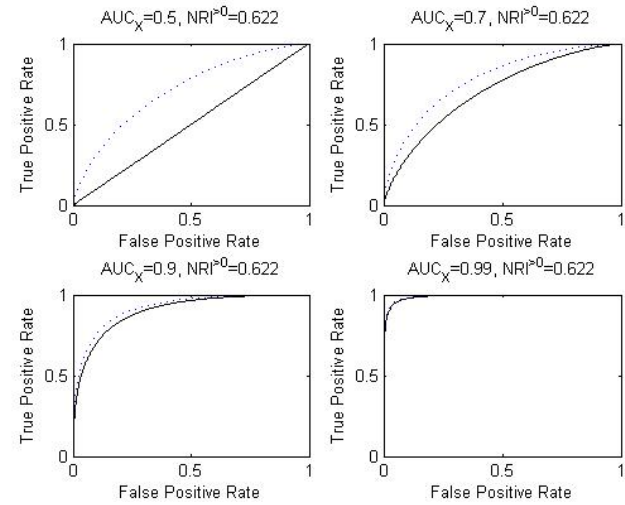 AUCX=0.5, NRI>0=0.622
AUCX=0.7, NRI>0=0.622
1
0.5
0
True Positive Rate
0
0.5
1
False Positive Rate
1
0.5
0
True Positive Rate
0
0.5
1
False Positive Rate
AUCX=0.9, NRI>0=0.622
AUCX=0.99, NRI>0=0.622
1
0.5
0
True Positive Rate
0
0.5
1
False Positive Rate
1
0.5
0
True Positive Rate
0
0.5
1
False Positive Rate